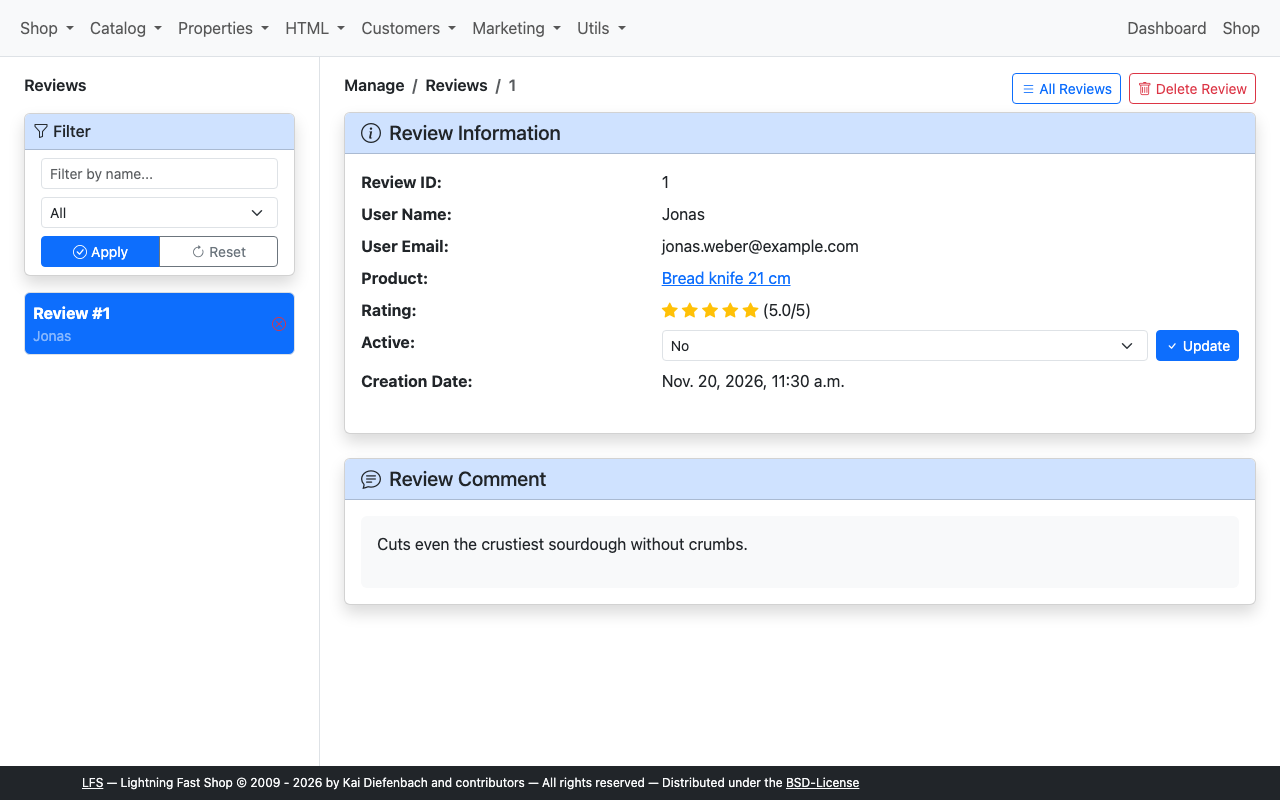 Shop Catalog Properties HTML Customers Marketing Utils Dashboard Shop
Reviews
Filter
Filter by name...
All
Apply Reset
Review #1
Jonas
Manage / Reviews / 1
All Reviews Delete Review
Review Information
Review ID: 1
User Name: Jonas
User Email: jonas.weber@example.com
Product: Bread knife 21 cm
Rating: (5.0/5)
Active: No Update
Creation Date: Nov. 20, 2026, 11:30 a.m.
Review Comment
Cuts even the crustiest sourdough without crumbs.
LFS — Lightning Fast Shop © 2009 - 2026 by Kai Diefenbach and contributors — All rights reserved — Distributed under the BSD-License